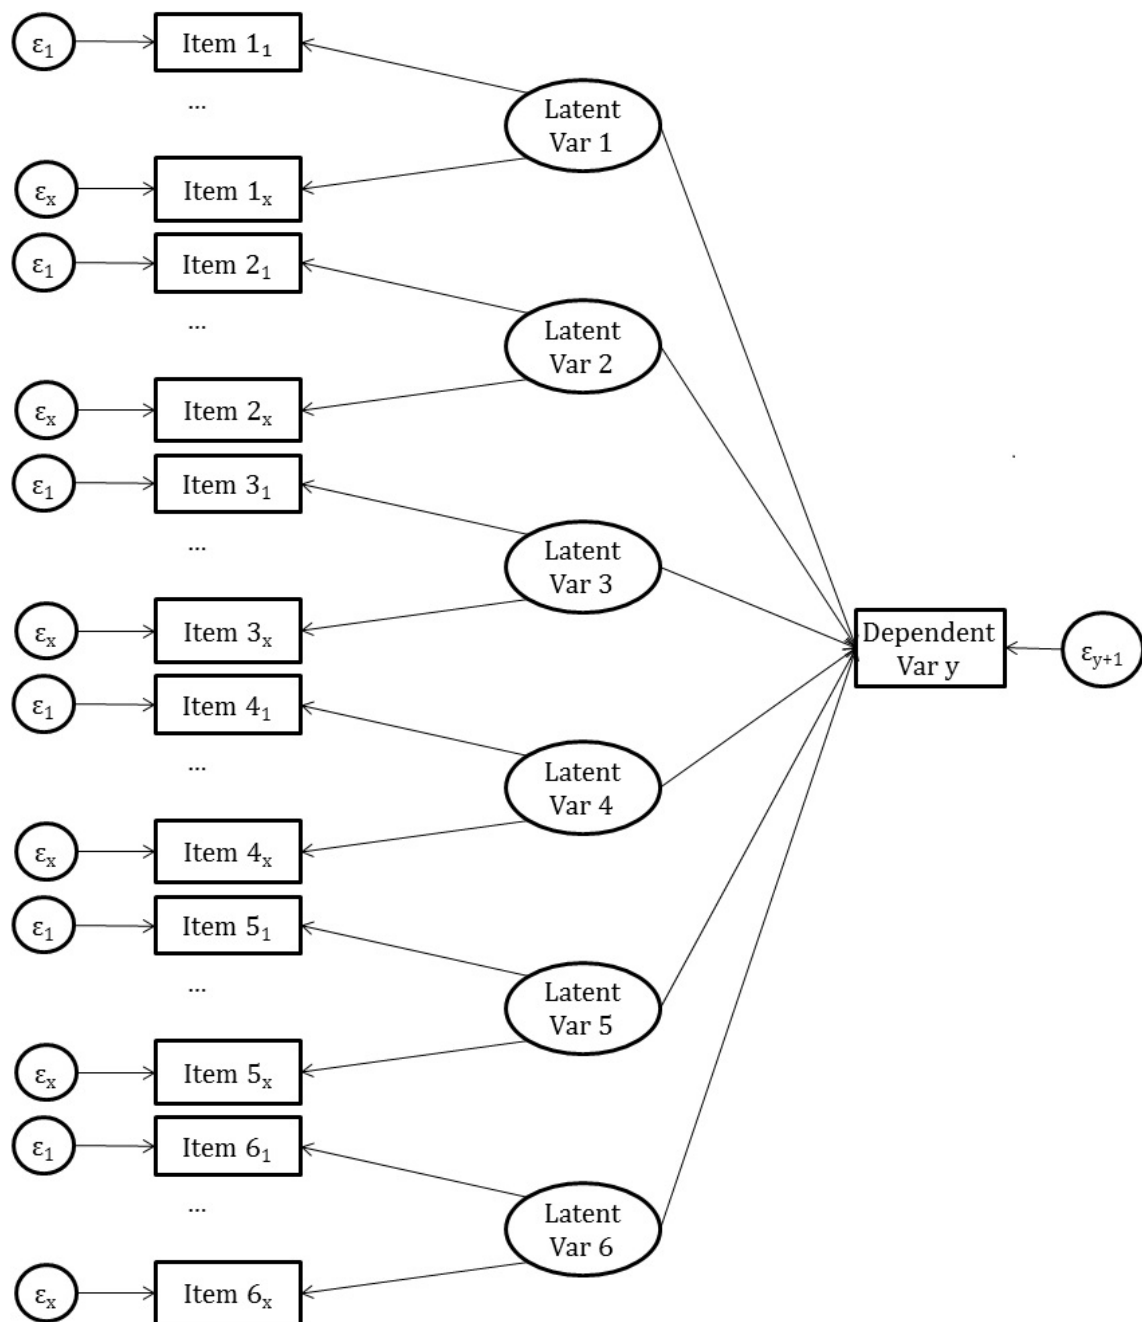 ε₁ Item 1₁
...
Latent
Var 1
εₓ Item 1ₓ
ε₁ Item 2₁
...
Latent
Var 2
εₓ Item 2ₓ
ε₁ Item 3₁
...
Latent
Var 3
εₓ Item 3ₓ
Dependent
Var y
ε_y+1
ε₁ Item 4₁
...
Latent
Var 4
εₓ Item 4ₓ
ε₁ Item 5₁
...
Latent
Var 5
εₓ Item 5ₓ
ε₁ Item 6₁
...
Latent
Var 6
εₓ Item 6ₓ